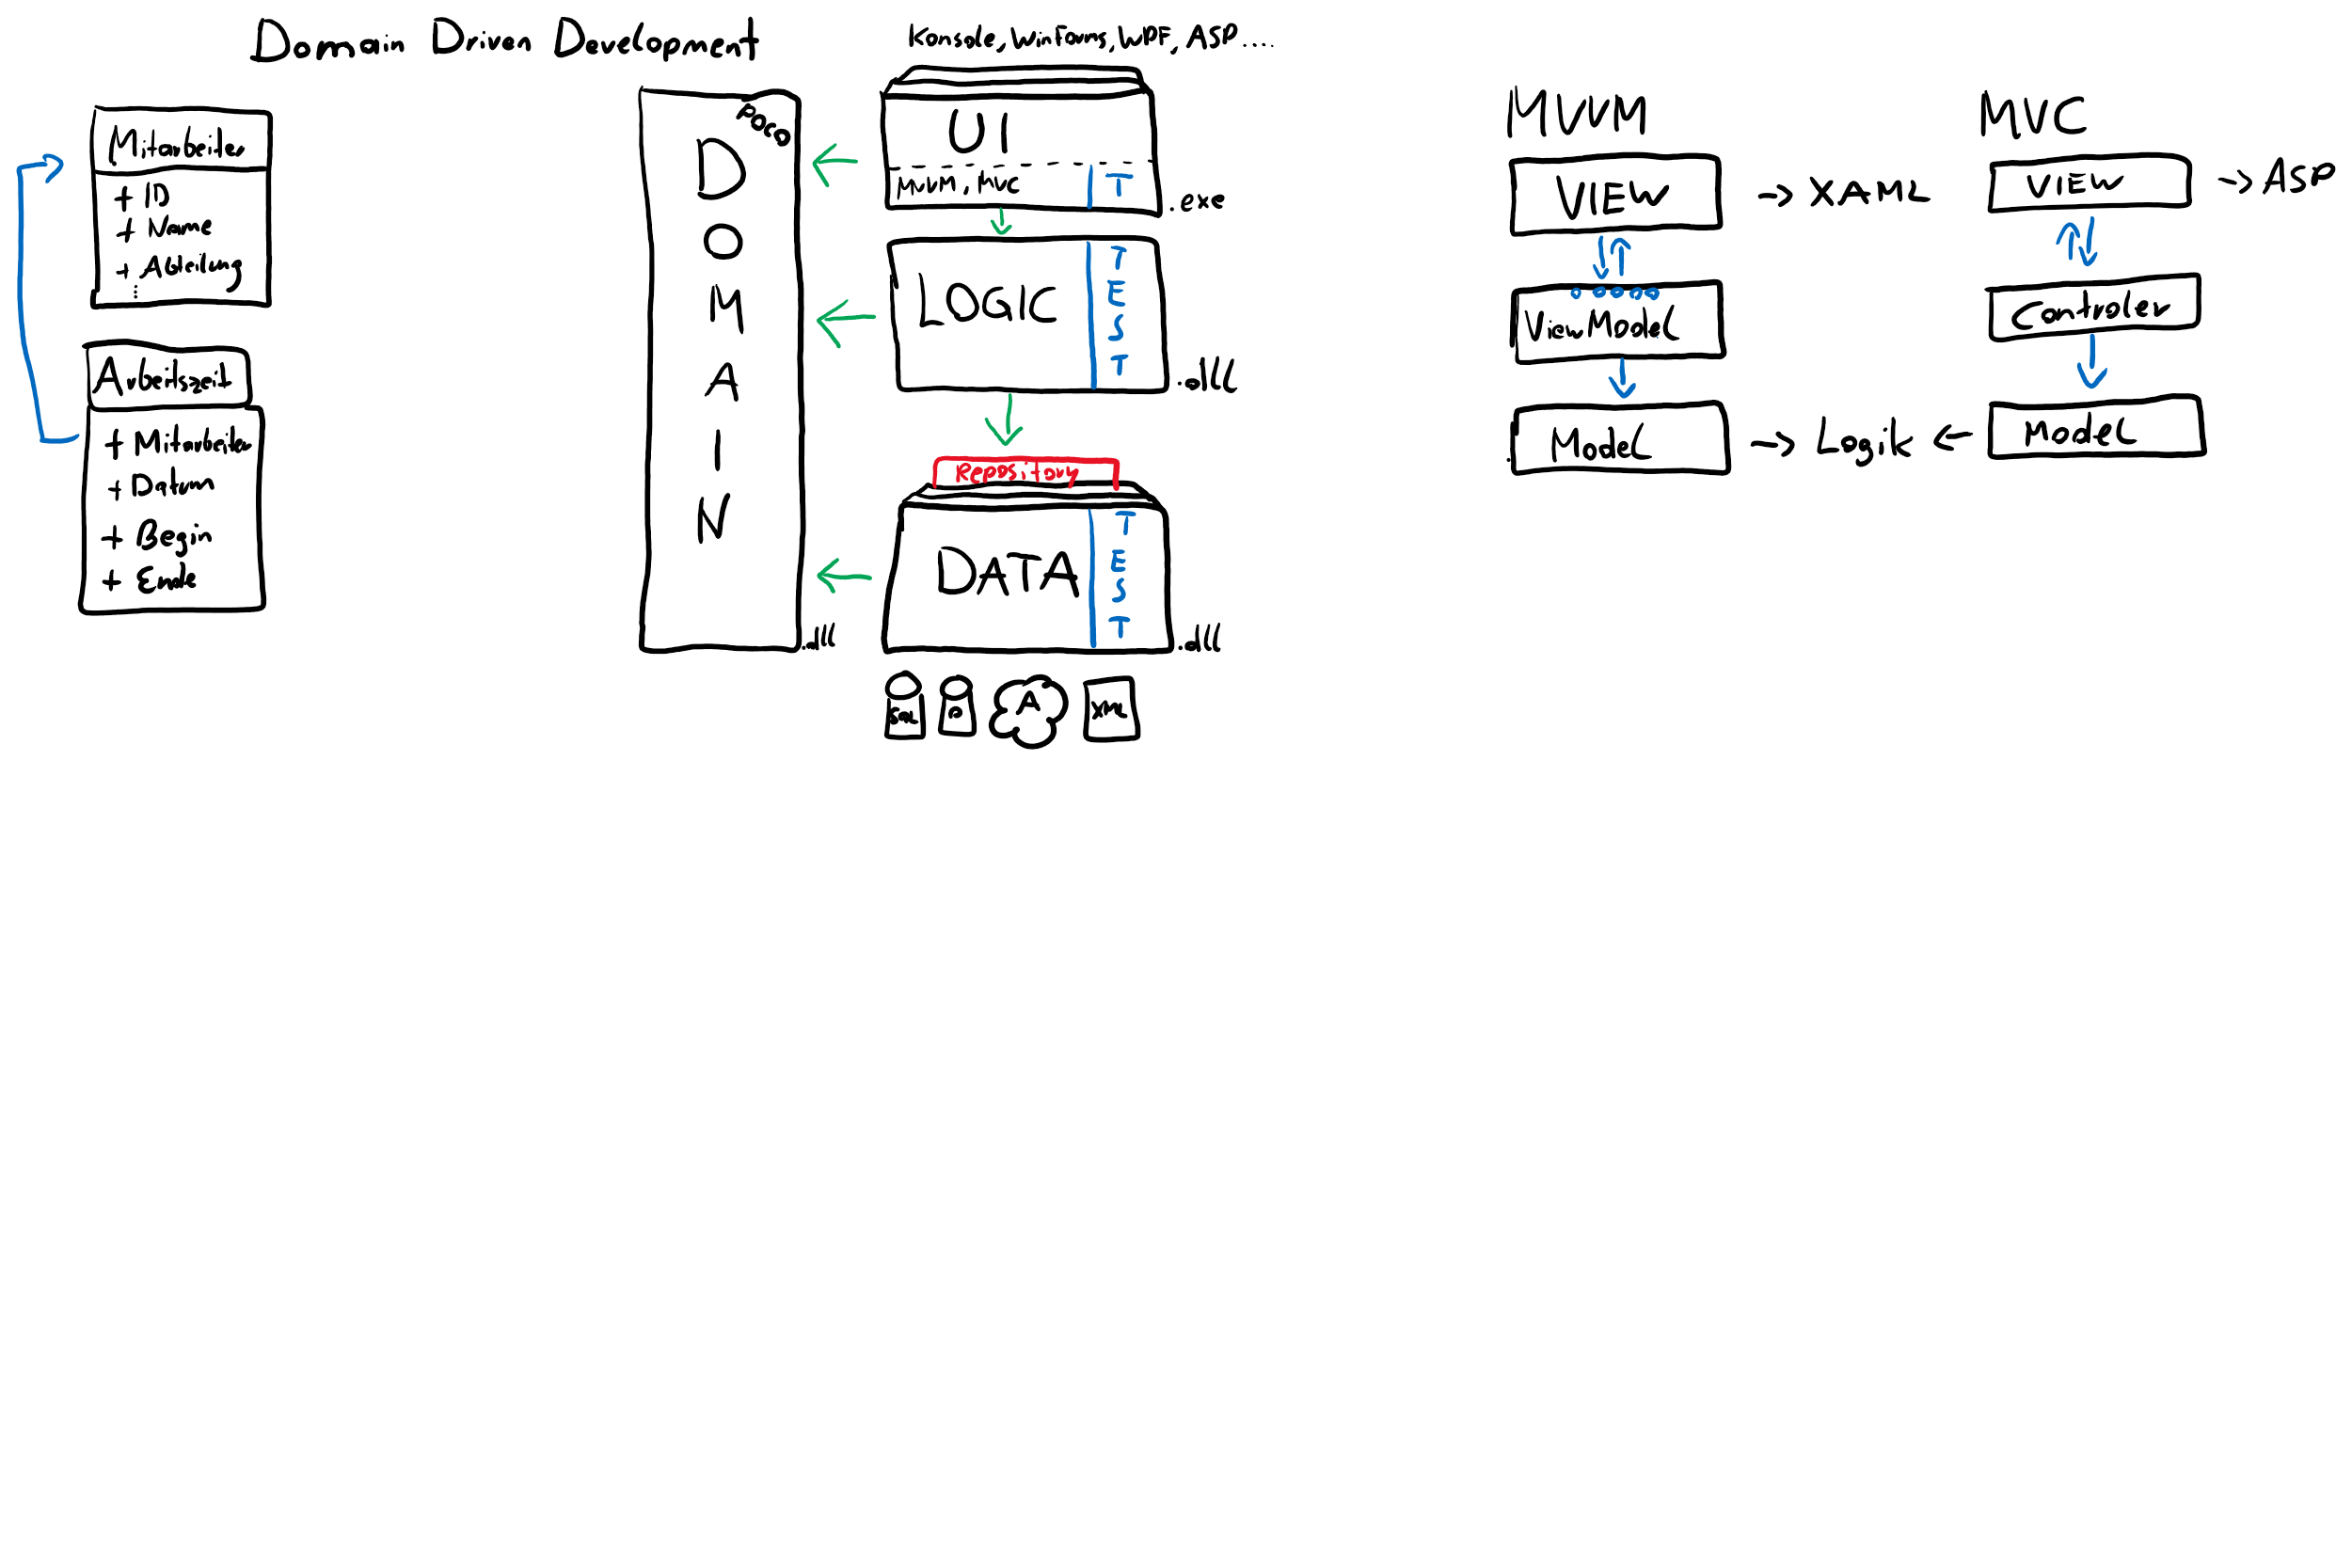 Domain Driven Development
Mitarbeiter
+ ID
+ Name
+ Abteilung
⋮
Arbeitszeit
+ Mitarbeiter
+ Datum
+ Begin
+ Ende
POCO
DOMAIN
.dll
Konsole, WinForms, WPF, ASP....
UI
MVVM, MVC
T
.exe
LOGIC
TEST
.dll
Repository
DATA
TEST
.dll
SQL
A
XML
MVVM
VIEW
-> XAML
ViewModel
Model
-> Logik <-
MVC
VIEW
-> ASP
Controler
Model